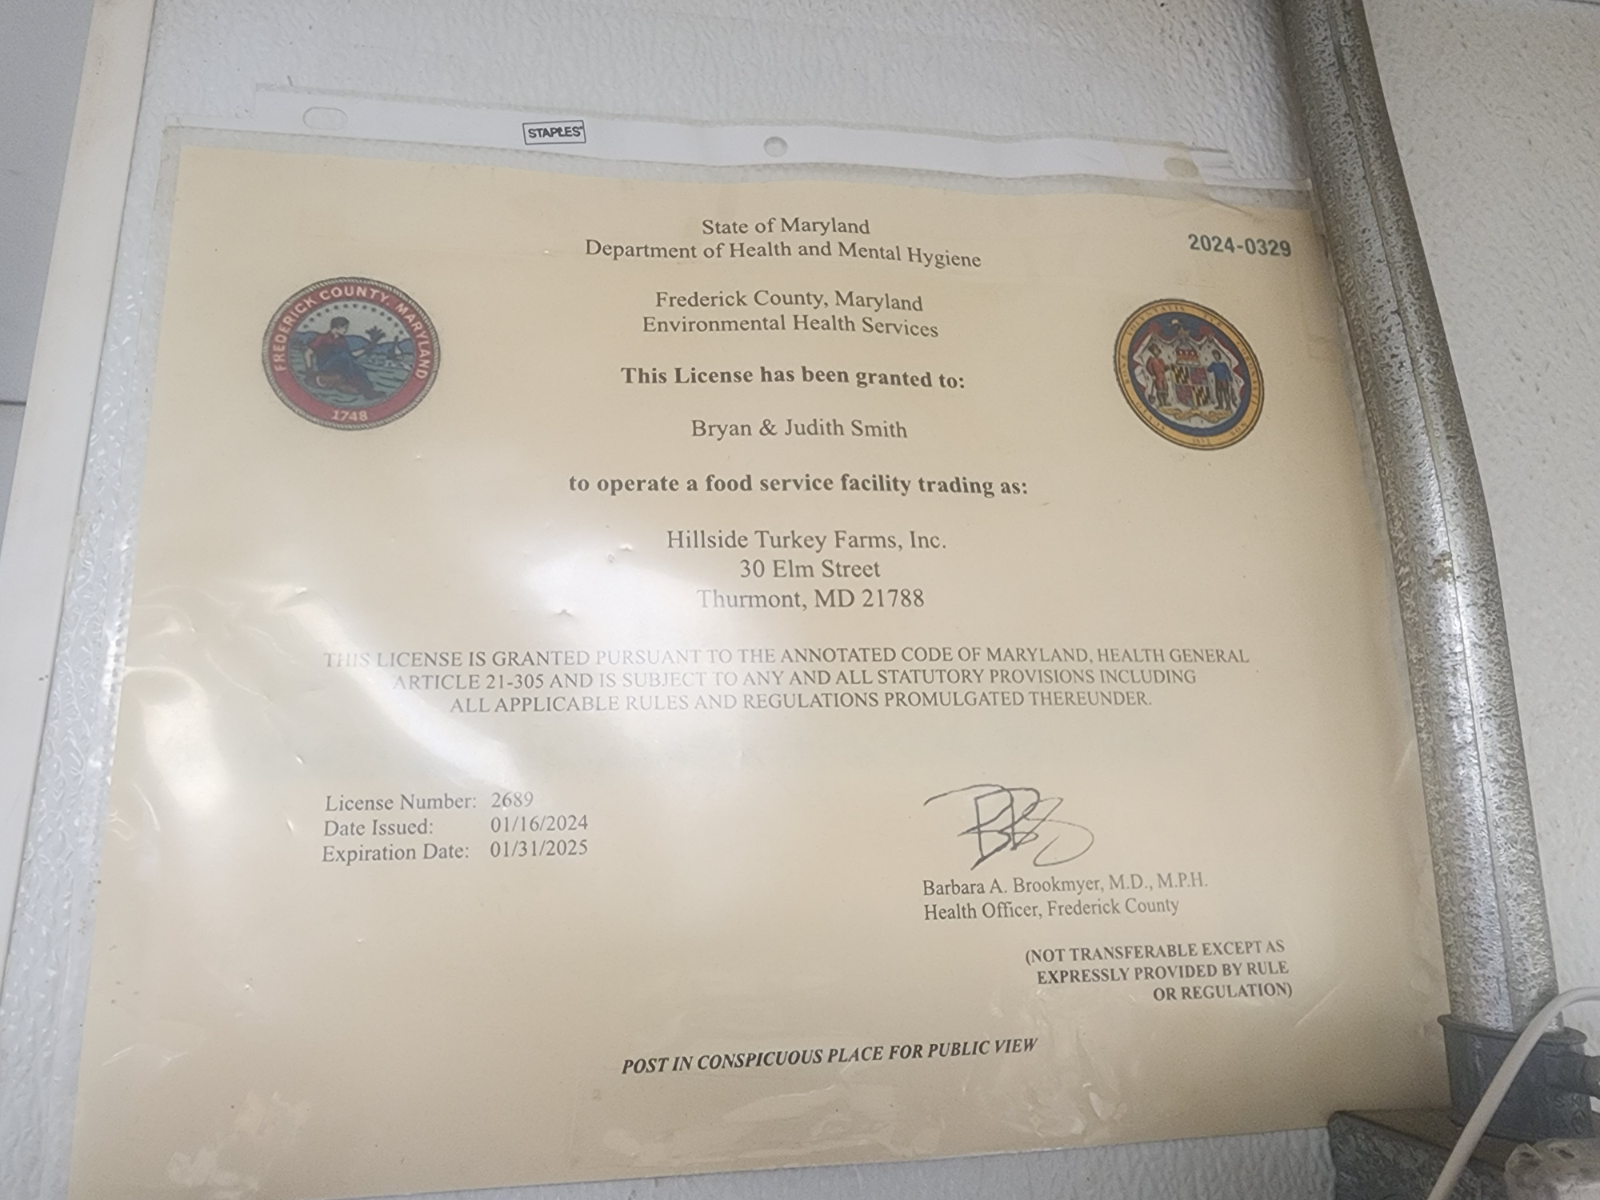 STAPLES
State of Maryland
Department of Health and Mental Hygiene
2024-0329
Frederick County, Maryland
Environmental Health Services
FREDERICK COUNTY, MARYLAND
1748
This License has been granted to:
Bryan & Judith Smith
to operate a food service facility trading as:
Hillside Turkey Farms, Inc.
30 Elm Street
Thurmont, MD 21788
THIS LICENSE IS GRANTED PURSUANT TO THE ANNOTATED CODE OF MARYLAND, HEALTH GENERAL
ARTICLE 21-305 AND IS SUBJECT TO ANY AND ALL STATUTORY PROVISIONS INCLUDING
ALL APPLICABLE RULES AND REGULATIONS PROMULGATED THEREUNDER.
License Number: 2689
Date Issued: 01/16/2024
Expiration Date: 01/31/2025
Barbara A. Brookmyer, M.D., M.P.H.
Health Officer, Frederick County
(NOT TRANSFERABLE EXCEPT AS
EXPRESSLY PROVIDED BY RULE
OR REGULATION)
POST IN CONSPICUOUS PLACE FOR PUBLIC VIEW